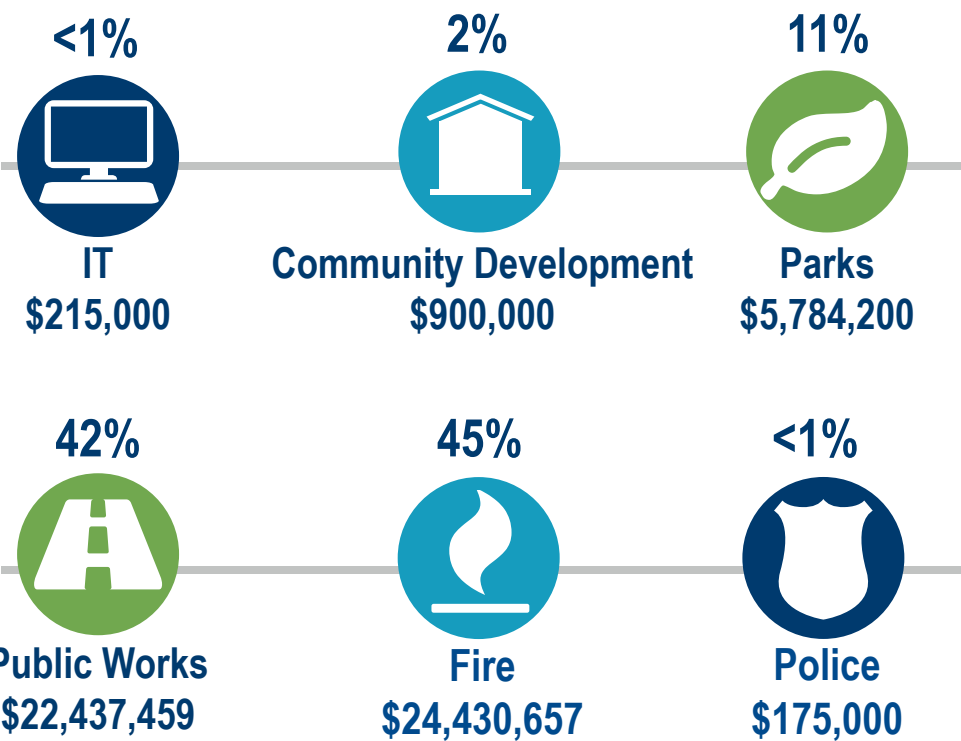 <1%
2%
11%
IT
Community Development
Parks
$215,000
$900,000
$5,784,200
42%
45%
<1%
Public Works
Fire
Police
$22,437,459
$24,430,657
$175,000